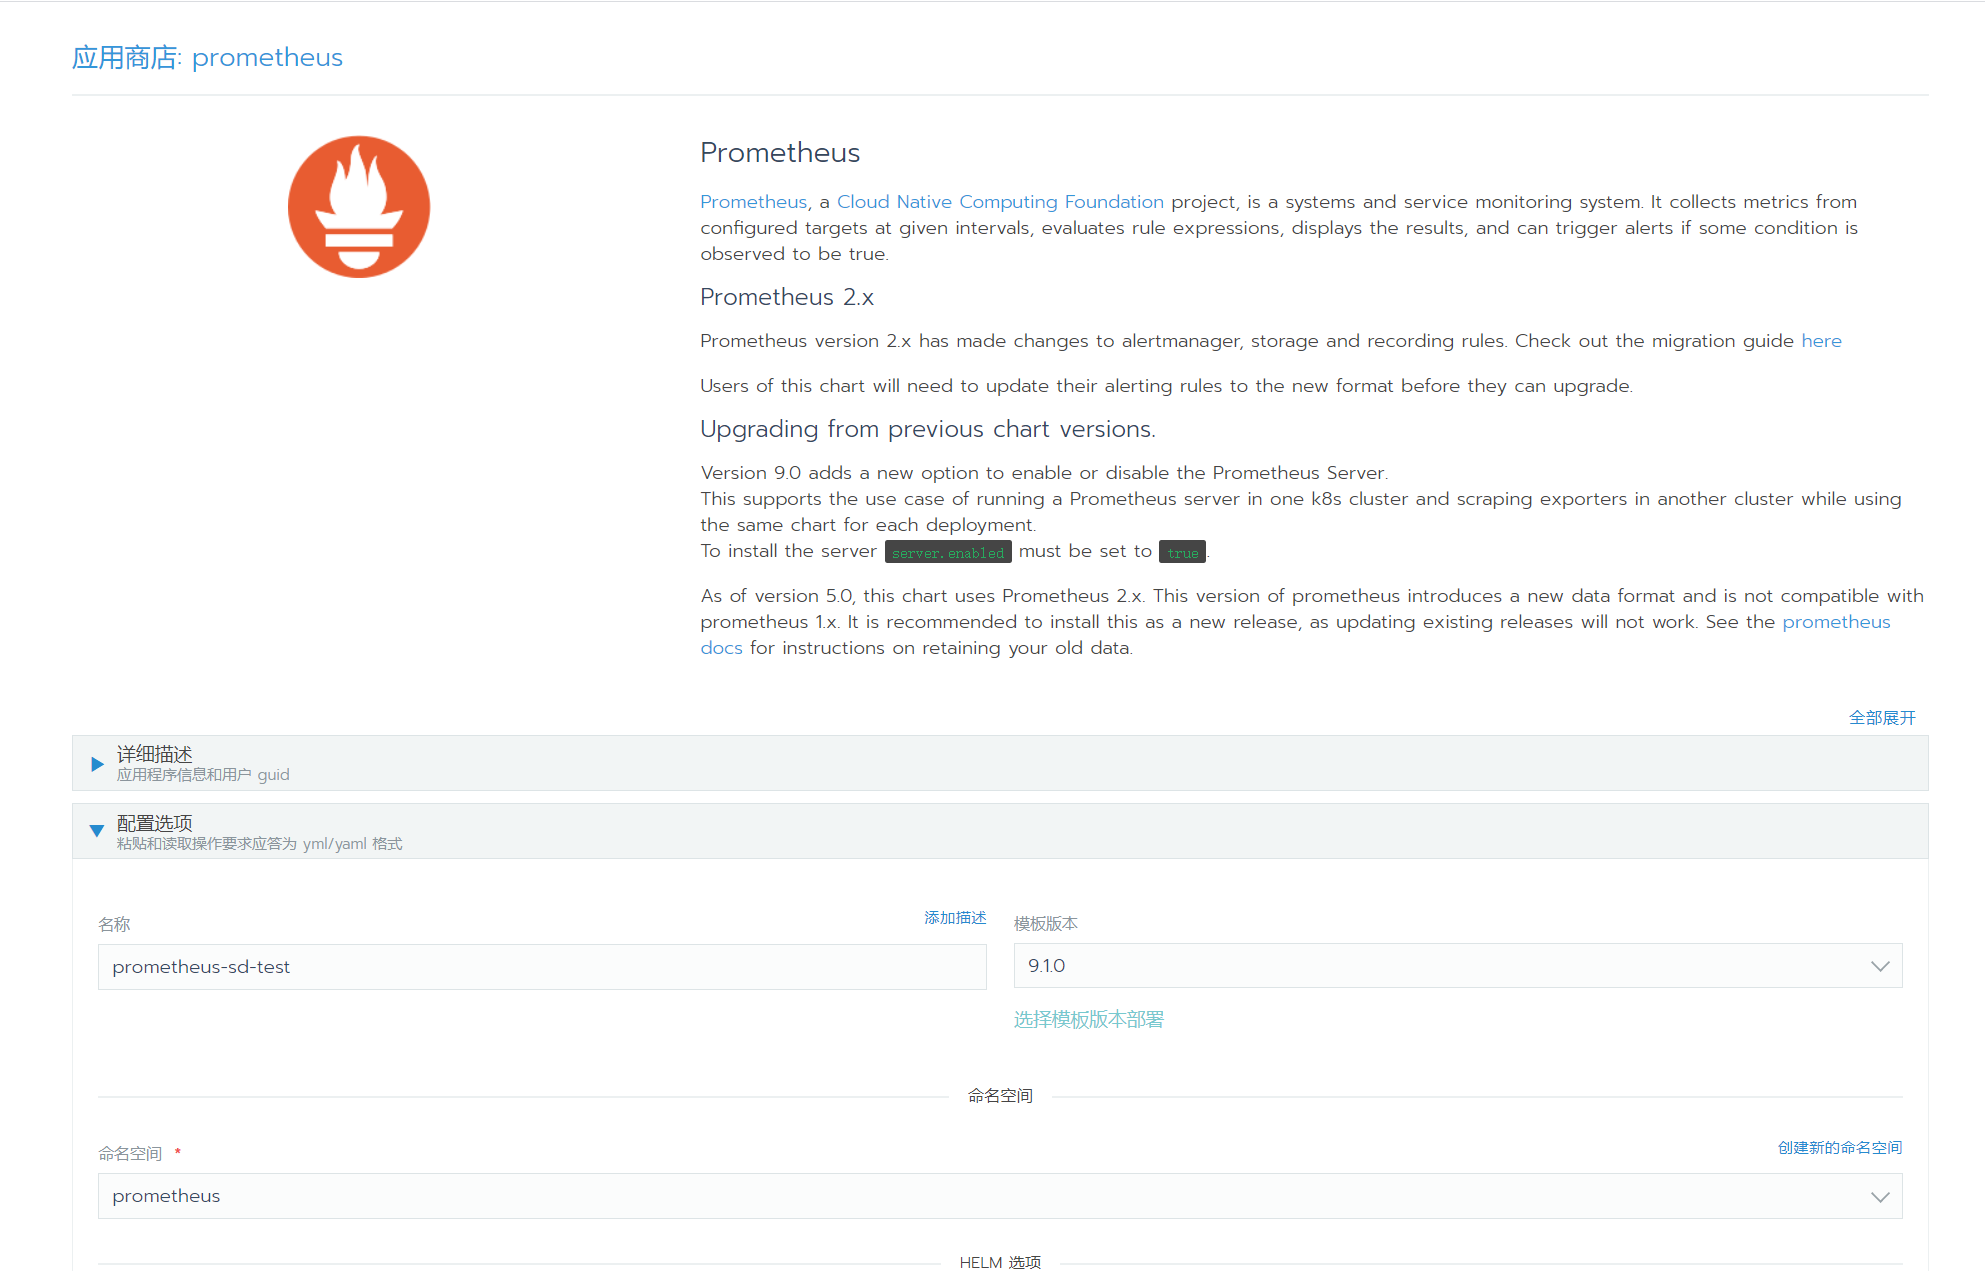 应用商店: prometheus
Prometheus
Prometheus, a Cloud Native Computing Foundation project, is a systems and service monitoring system. It collects metrics from
configured targets at given intervals, evaluates rule expressions, displays the results, and can trigger alerts if some condition is
observed to be true.
Prometheus 2.x
Prometheus version 2.x has made changes to alertmanager, storage and recording rules. Check out the migration guide here
Users of this chart will need to update their alerting rules to the new format before they can upgrade.
Upgrading from previous chart versions.
Version 9.0 adds a new option to enable or disable the Prometheus Server.
This supports the use case of running a Prometheus server in one k8s cluster and scraping exporters in another cluster while using
the same chart for each deployment.
To install the server server.enabled must be set to true.
As of version 5.0, this chart uses Prometheus 2.x. This version of prometheus introduces a new data format and is not compatible with
prometheus 1.x. It is recommended to install this as a new release, as updating existing releases will not work. See the prometheus
docs for instructions on retaining your old data.
全部展开
详细描述
应用程序信息和用户 guid
配置选项
粘贴和读取操作要求应答为 yml/yaml 格式
名称
添加描述
prometheus-sd-test
模板版本
9.1.0
选择模板版本部署
命名空间
命名空间 *
创建新的命名空间
prometheus
HELM 选项